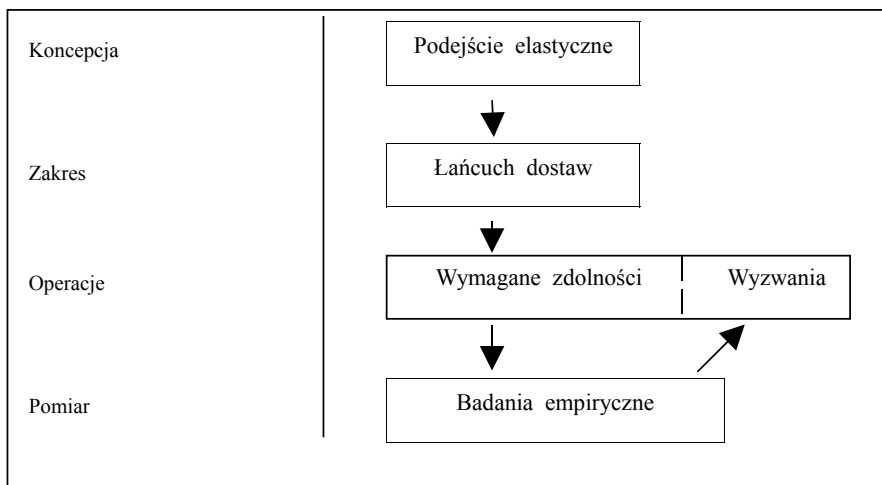 Koncepcja
Podejście elastyczne
Zakres
Łańcuch dostaw
Operacje
Wymagane zdolności
Wyzwania
Pomiar
Badania empiryczne